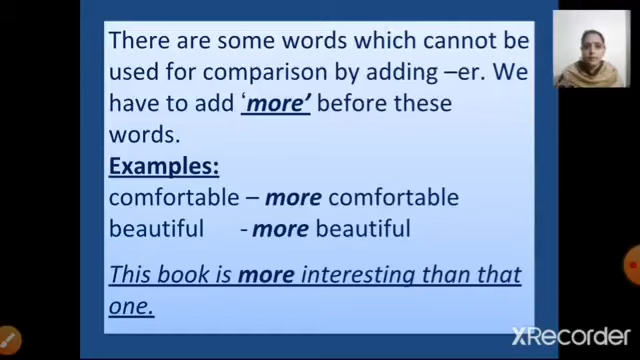 There are some words which cannot be
used for comparison by adding –er. We
have to add ‘more’ before these
words.
Examples:
comfortable – more comfortable
beautiful - more beautiful
This book is more interesting than that
one.
XRecorder